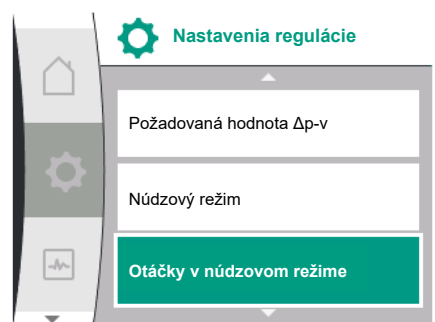 Nastavenia regulácie
Požadovaná hodnota Δp-v
Núdzový režim
Otáčky v núdzovom režime